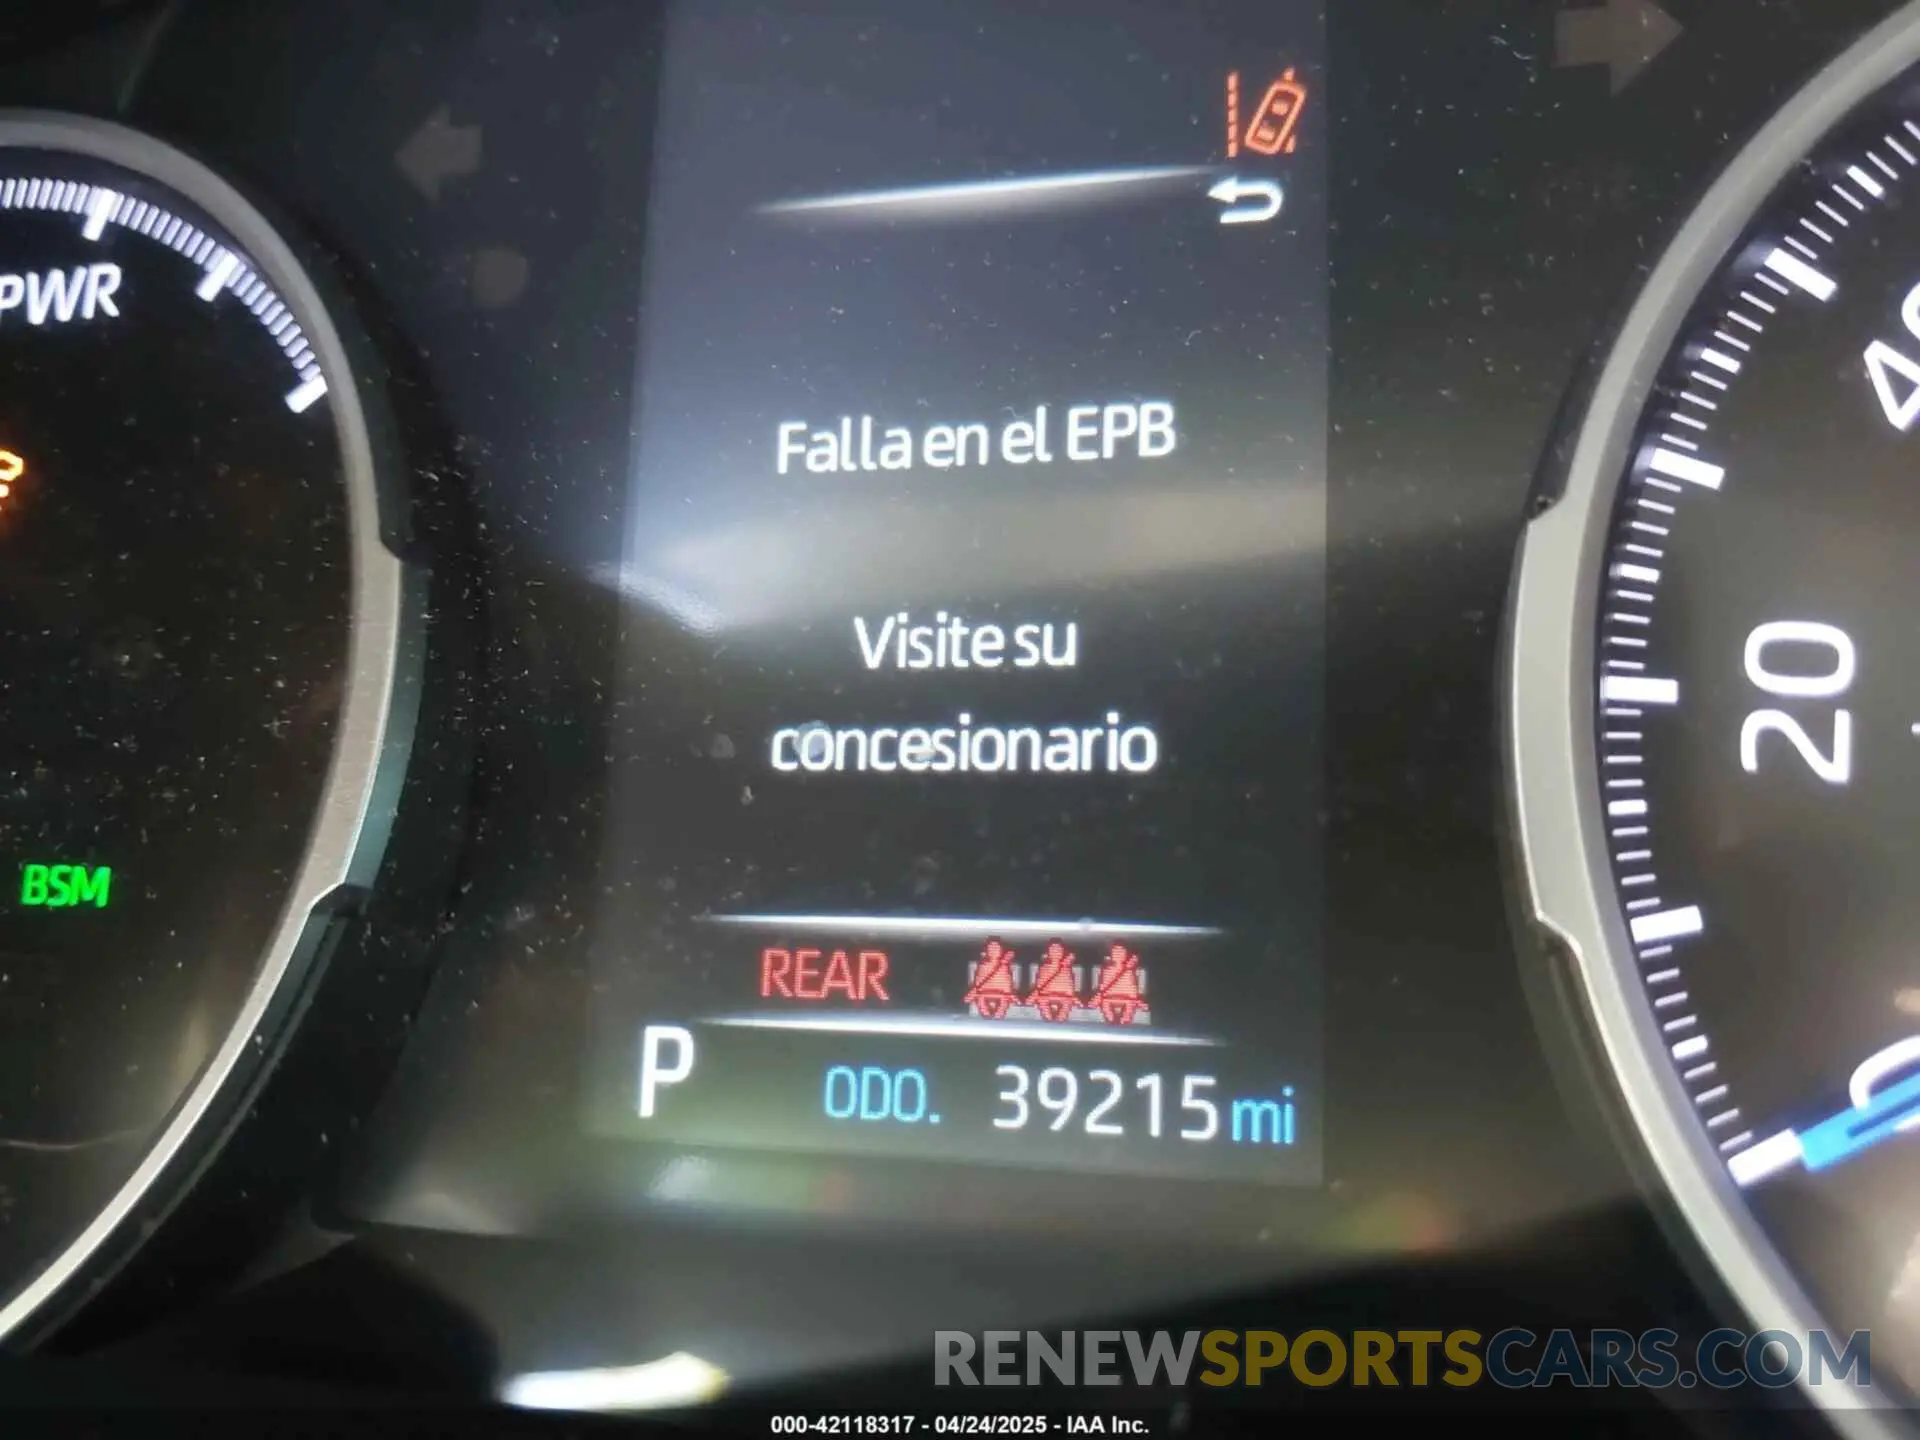 PWR
Falla en el EPB
Visite su
concesionario
BSM
REAR
P ODO. 39215 mi
20
0
RENEWSPORTSCARS.COM
000-42118317 - 04/24/2025 - IAA Inc.